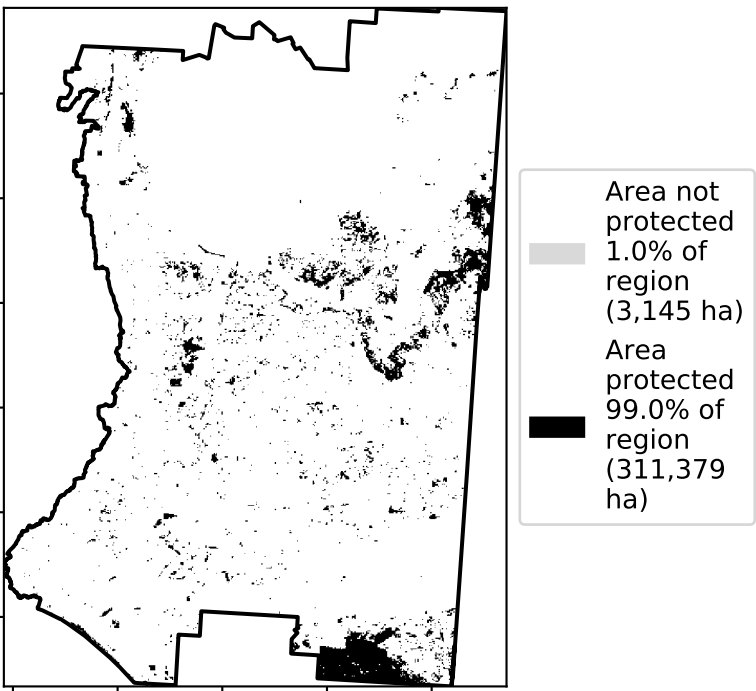 Area not
protected
1.0% of
region
(3,145 ha)
Area
protected
99.0% of
region
(311,379
ha)